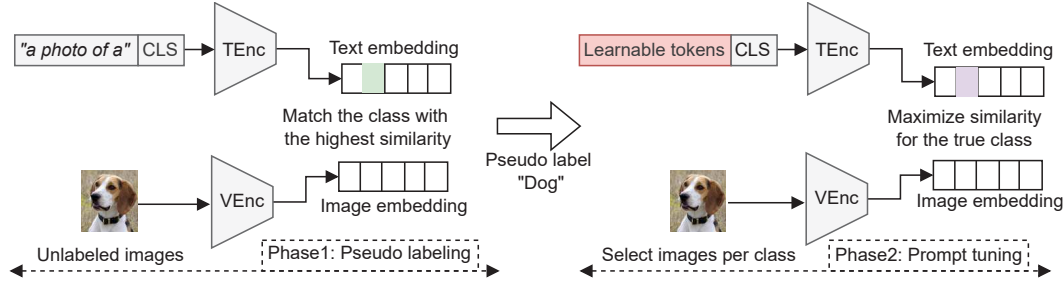 "a photo of a" CLS
TEnc
Text embedding
Match the class with
the highest similarity
VEnc
Image embedding
Unlabeled images
Phase1: Pseudo labeling
Pseudo label
"Dog"
Learnable tokens CLS
TEnc
Text embedding
Maximize similarity
for the true class
VEnc
Image embedding
Select images per class
Phase2: Prompt tuning